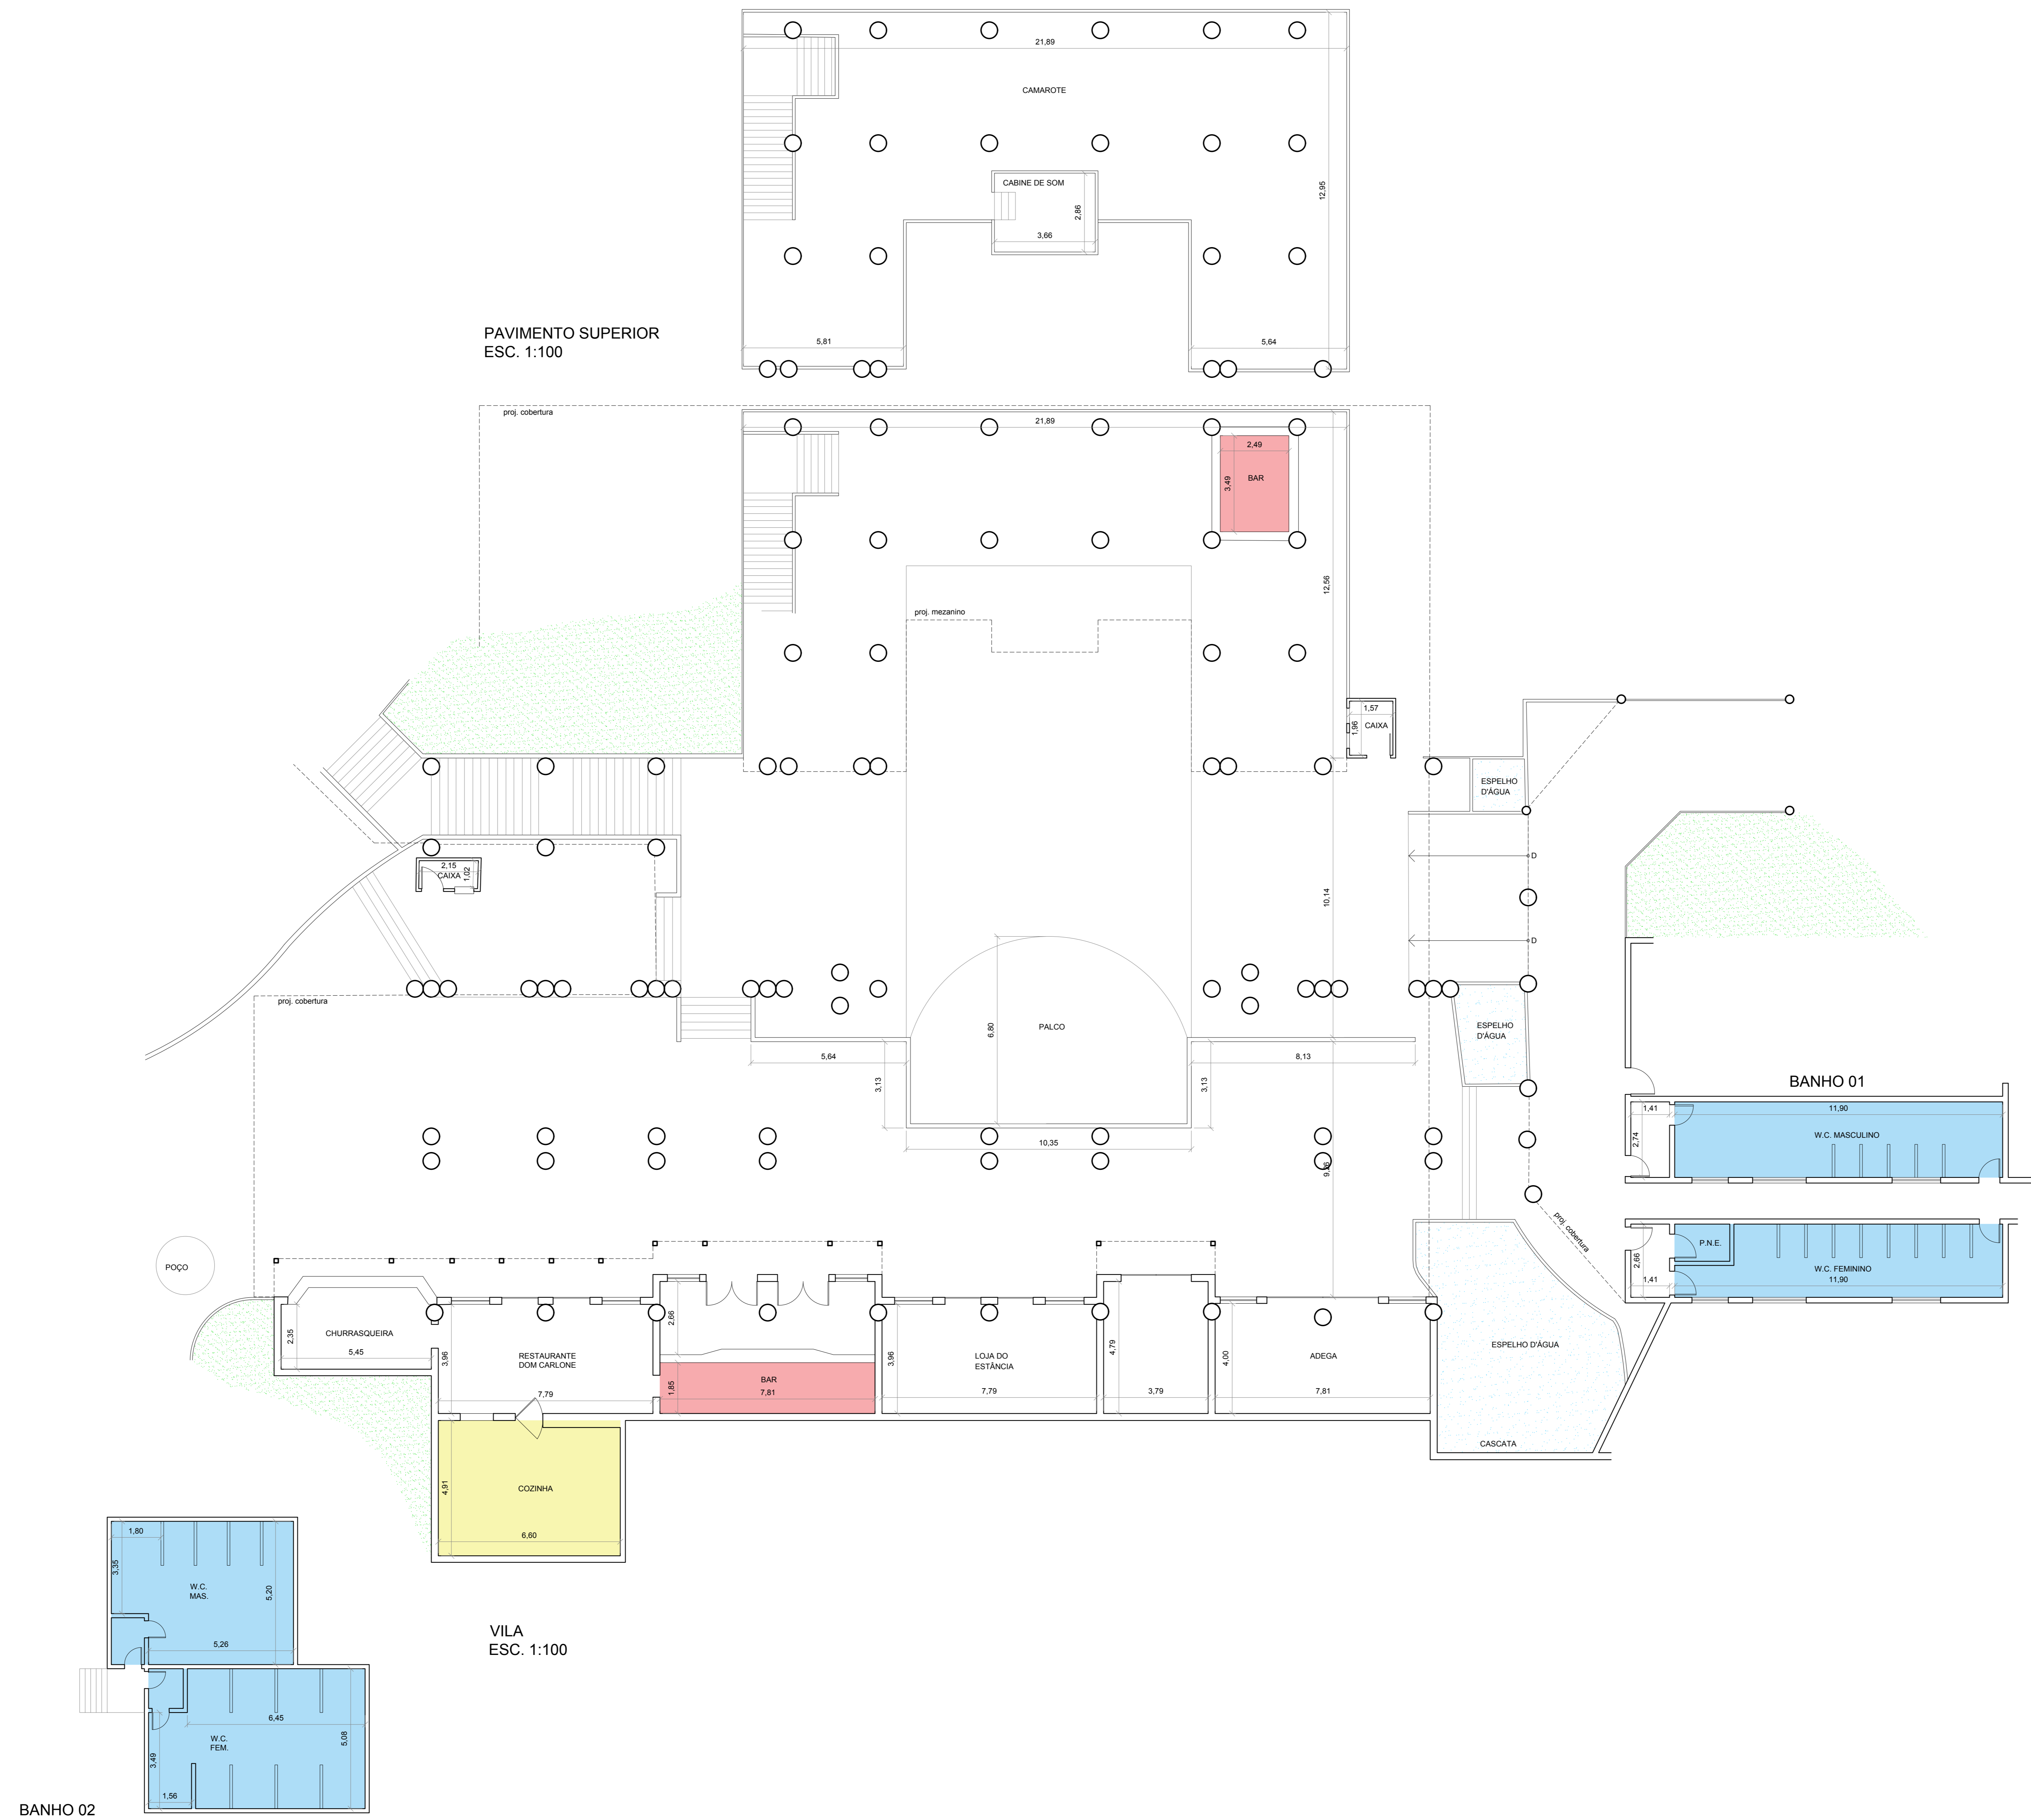 21,89
CAMAROTE
CABINE DE SOM
2,86
3,66
12,95
PAVIMENTO SUPERIOR
ESC. 1:100
5,81
5,64
proj. cobertura
21,89
2,49
3,49
BAR
12,56
proj. mezanino
1,57
1,96
CAIXA
ESPELHO
D'ÁGUA
2,15
CAIXA
1,02
D
10,14
D
proj. cobertura
6,80
PALCO
ESPELHO
D'ÁGUA
5,64
8,13
3,13
3,13
10,35
BANHO 01
1,41
11,90
W.C. MASCULINO
2,74
proj. cobertura
P.N.E.
2,66
W.C. FEMININO
1,41
11,90
POÇO
CHURRASQUEIRA
2,35
5,45
3,96
RESTAURANTE
DOM CARLONE
7,79
2,66
BAR
1,85
7,81
3,96
LOJA DO
ESTÂNCIA
7,79
4,79
3,79
4,00
ADEGA
7,81
ESPELHO D'ÁGUA
CASCATA
4,91
COZINHA
6,60
1,80
3,35
W.C.
MAS.
5,20
5,26
VILA
ESC. 1:100
6,45
W.C.
FEM.
3,49
5,08
1,56
BANHO 02